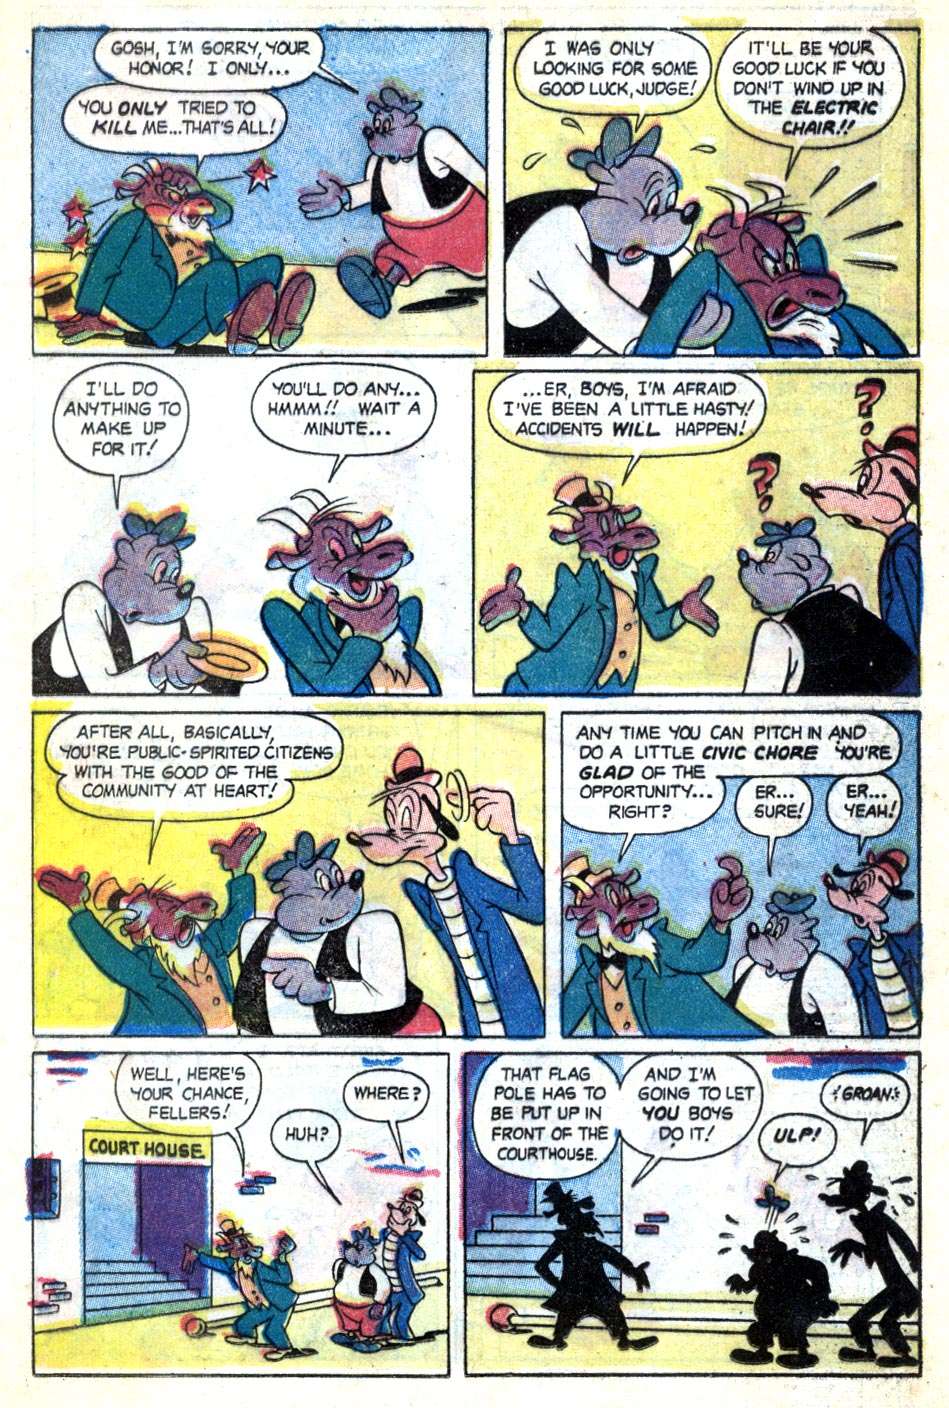 GOSH, I'M SORRY, YOUR
HONOR! I ONLY...
YOU ONLY TRIED TO
KILL ME...THAT'S ALL!
I WAS ONLY
LOOKING FOR SOME
GOOD LUCK, JUDGE!
IT'LL BE YOUR
GOOD LUCK IF YOU
DON'T WIND UP IN
THE ELECTRIC
CHAIR!!
I'LL DO
ANYTHING TO
MAKE UP
FOR IT!
YOU'LL DO ANY...
HMMM!! WAIT A
MINUTE...
...ER, BOYS, I'M AFRAID
I'VE BEEN A LITTLE HASTY!
ACCIDENTS WILL HAPPEN!
?
?
AFTER ALL, BASICALLY,
YOU'RE PUBLIC-SPIRITED CITIZENS
WITH THE GOOD OF THE
COMMUNITY AT HEART!
ANY TIME YOU CAN PITCH IN AND
DO A LITTLE CIVIC CHORE YOU'RE
GLAD OF THE
OPPORTUNITY...
RIGHT?
ER...
SURE!
ER...
YEAH!
WELL, HERE'S
YOUR CHANCE,
FELLERS!
HUH?
WHERE?
COURT HOUSE
THAT FLAG
POLE HAS TO
BE PUT UP IN
FRONT OF THE
COURTHOUSE.
AND I'M
GOING TO LET
YOU BOYS
DO IT!
ULP!
GROAN!